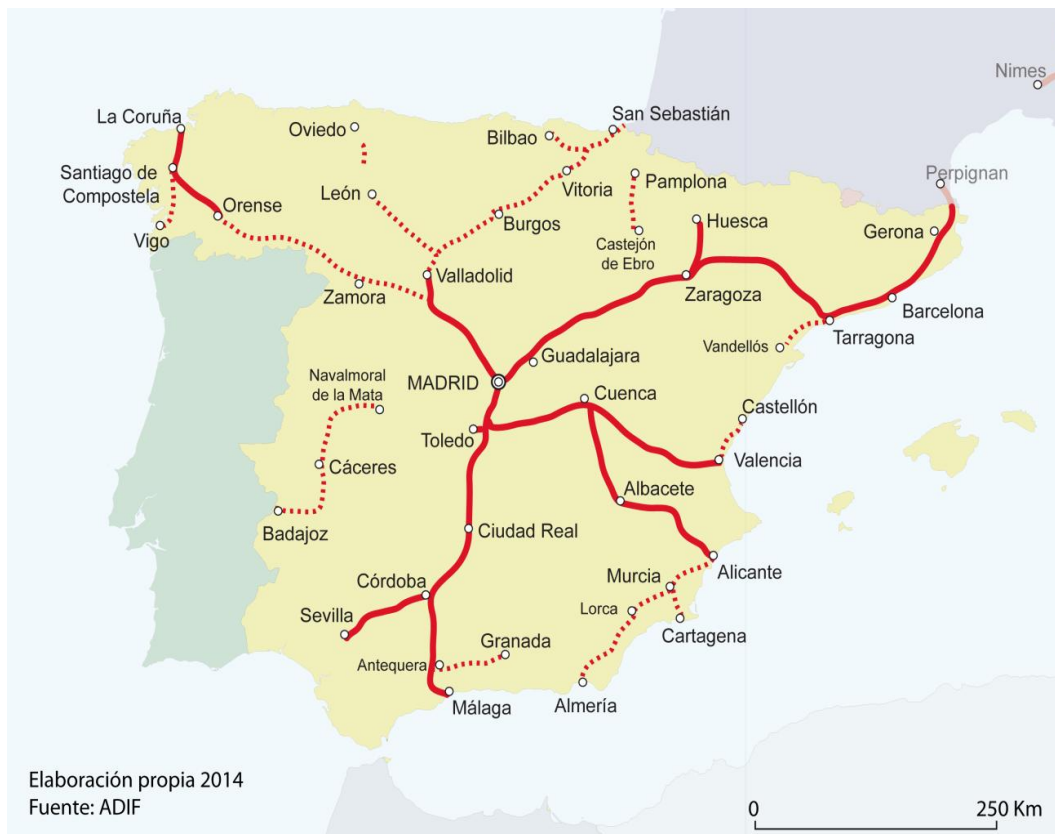 Nimes
La Coruña
Oviedo
San Sebastián
Bilbao
Santiago de
Compostela
Perpignan
León
Vitoria
Pamplona
Orense
Burgos
Huesca
Gerona
Vigo
Castejón
de Ebro
Valladolid
Zamora
Zaragoza
Barcelona
Tarragona
Vandellós
Guadalajara
MADRID
Navalmoral
de la Mata
Cuenca
Castellón
Toledo
Valencia
Cáceres
Albacete
Badajoz
Ciudad Real
Alicante
Murcia
Córdoba
Lorca
Sevilla
Cartagena
Granada
Antequera
Málaga
Almería
Elaboración propia 2014
Fuente: ADIF
0 250 Km